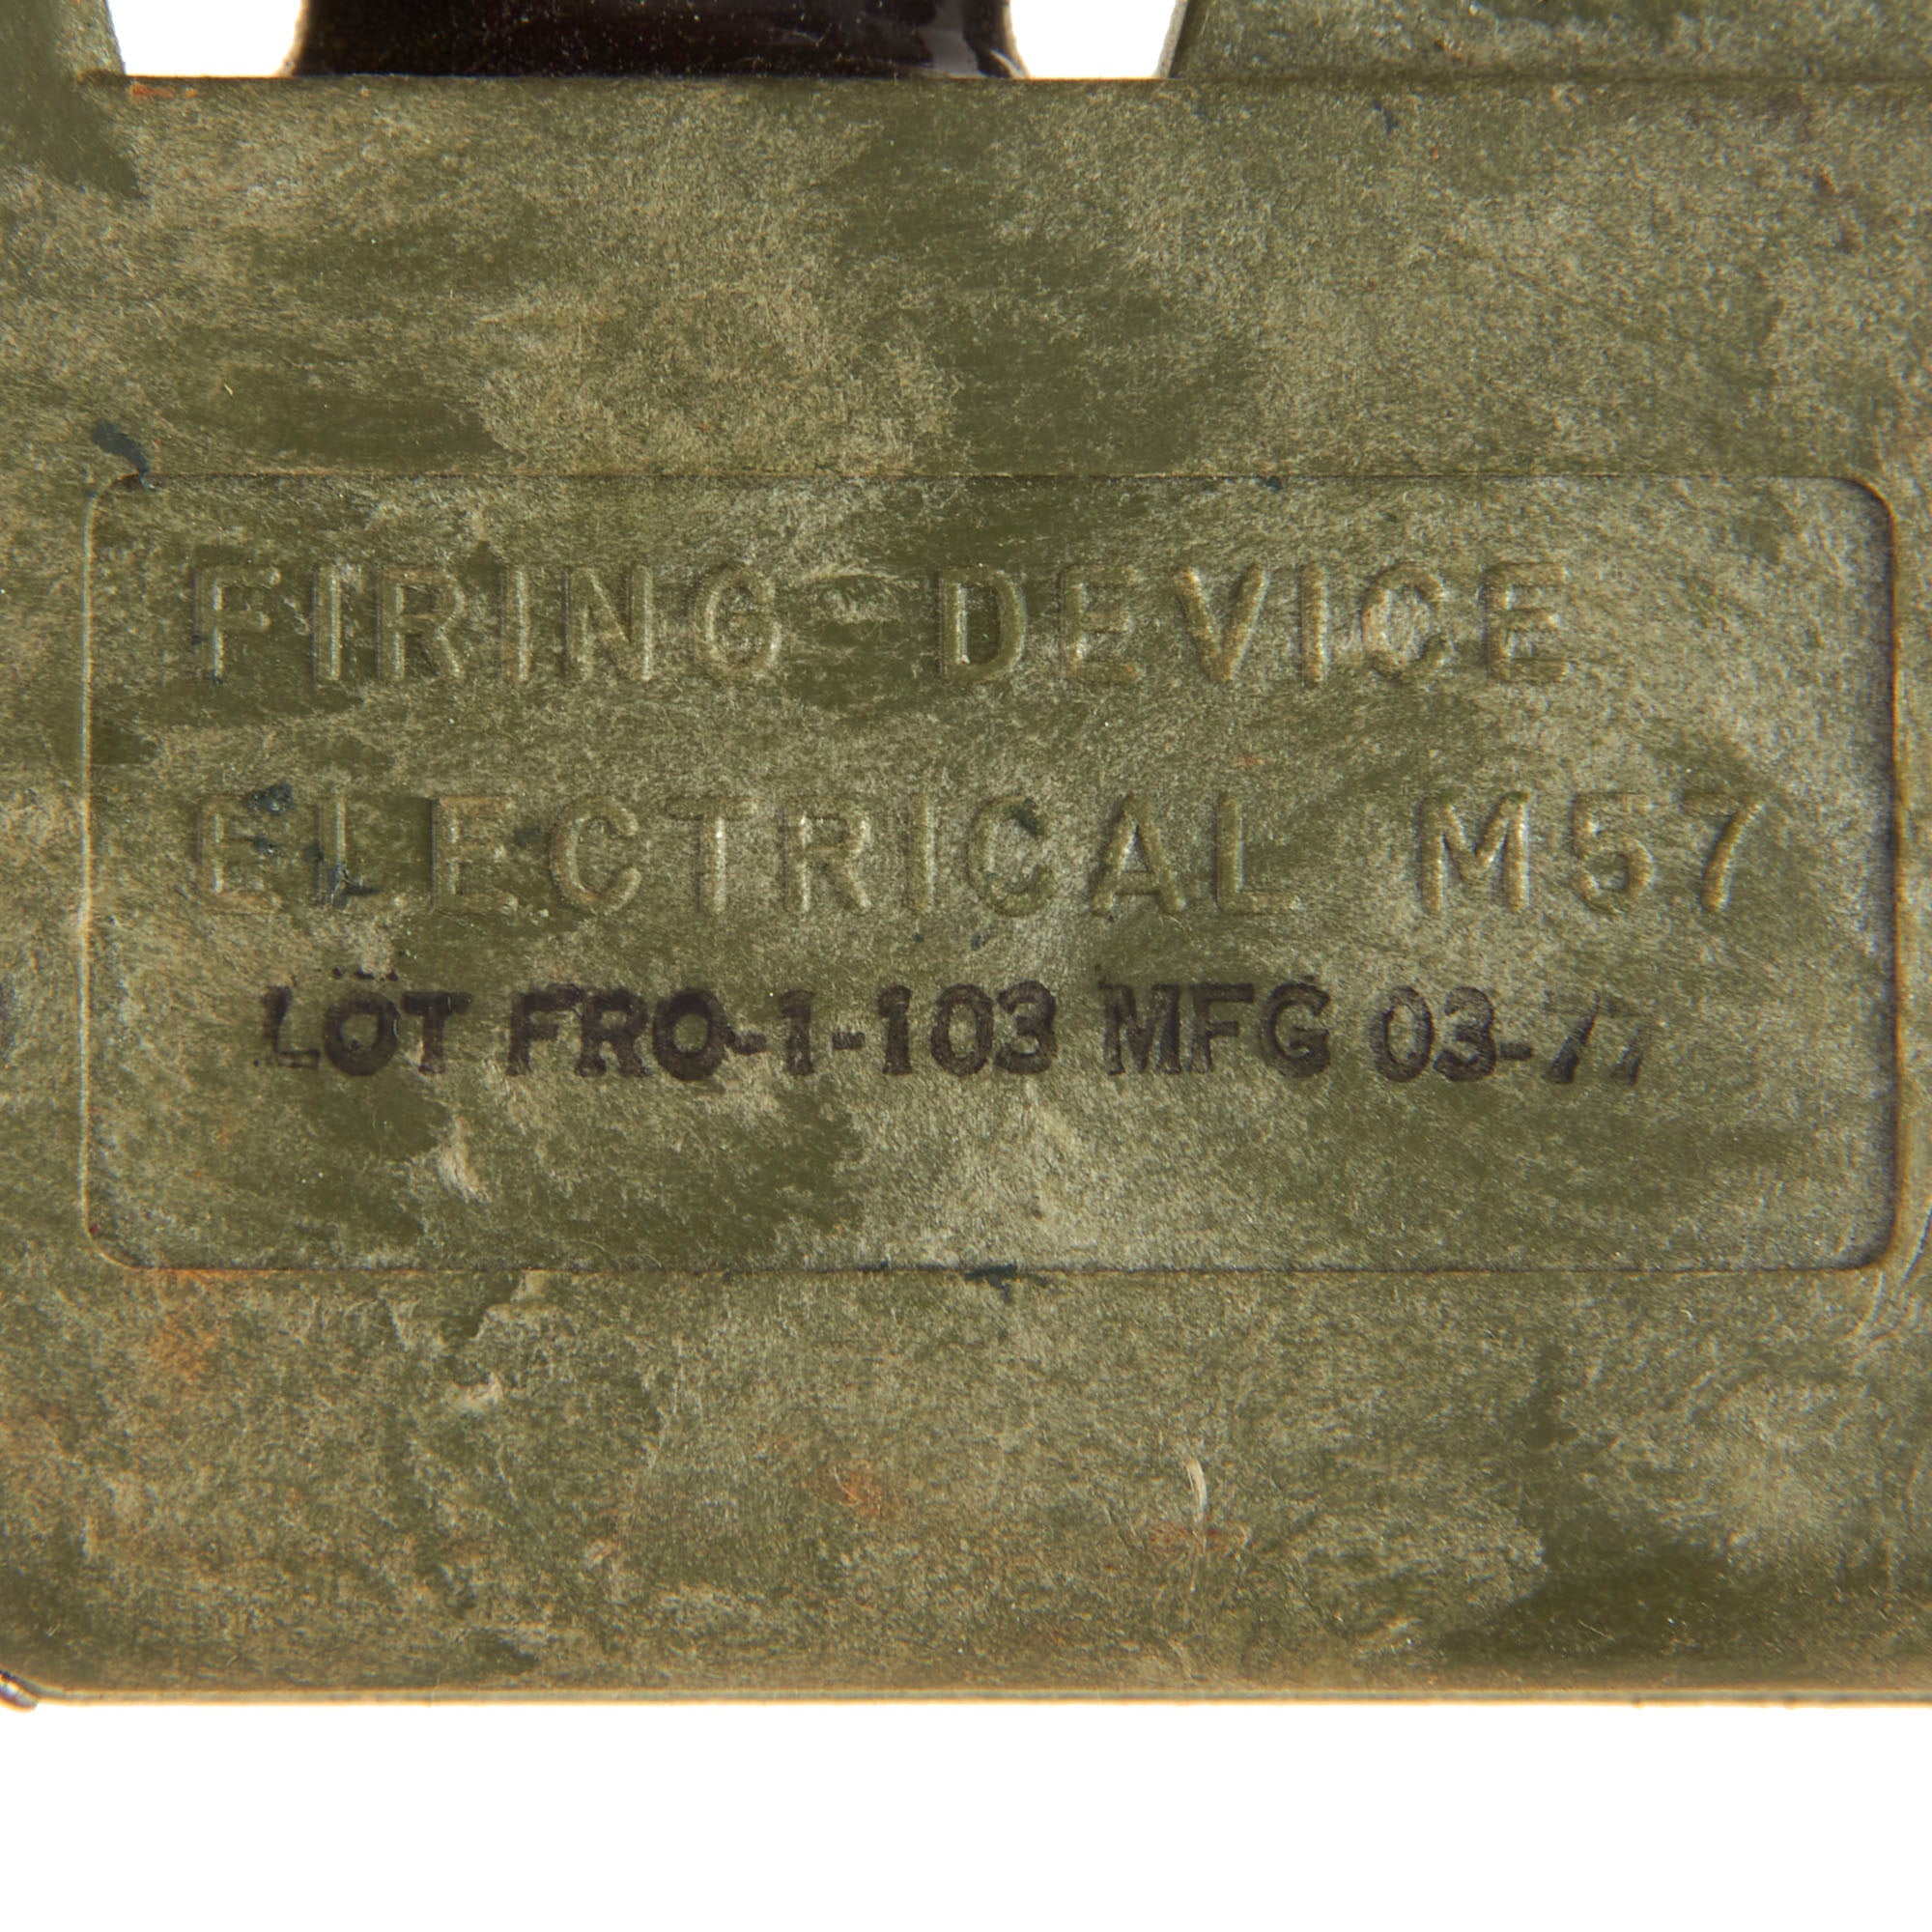 FIRING DEVICE
ELECTRICAL M57
LOT FRO-1-103 MFG 03-77